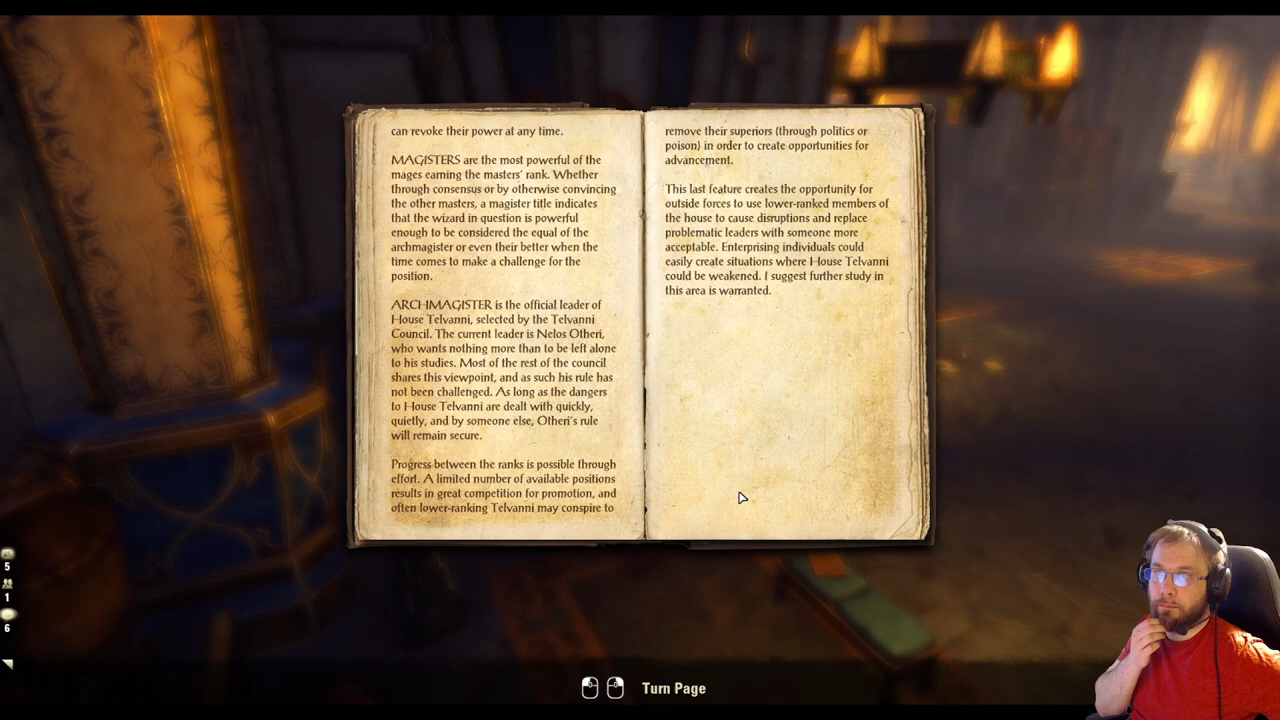 can revoke their power at any time.
MAGISTERS are the most powerful of the
mages earning the masters' rank. Whether
through consensus or by otherwise convincing
the other masters, a magister title indicates
that the wizard in question is powerful
enough to be considered the equal of the
archmagister or even their better when the
time comes to make a challenge for the
position.
ARCHMAGISTER is the official leader of
House Telvanni, selected by the Telvanni
Council. The current leader is Nelos Otheri,
who wants nothing more than to be left alone
to his studies. Most of the rest of the council
shares this viewpoint, and as such his rule has
not been challenged. As long as the dangers
to House Telvanni are dealt with quickly,
quietly, and by someone else, Otheri's rule
will remain secure.
Progress between the ranks is possible through
effort. A limited number of available positions
results in great competition for promotion, and
often lower-ranking Telvanni may conspire to
remove their superiors (through politics or
poison) in order to create opportunities for
advancement.
This last feature creates the opportunity for
outside forces to use lower-ranked members of
the house to cause disruptions and replace
problematic leaders with someone more
acceptable. Enterprising individuals could
easily create situations where House Telvanni
could be weakened. I suggest further study in
this area is warranted.
5
1
6
Turn Page